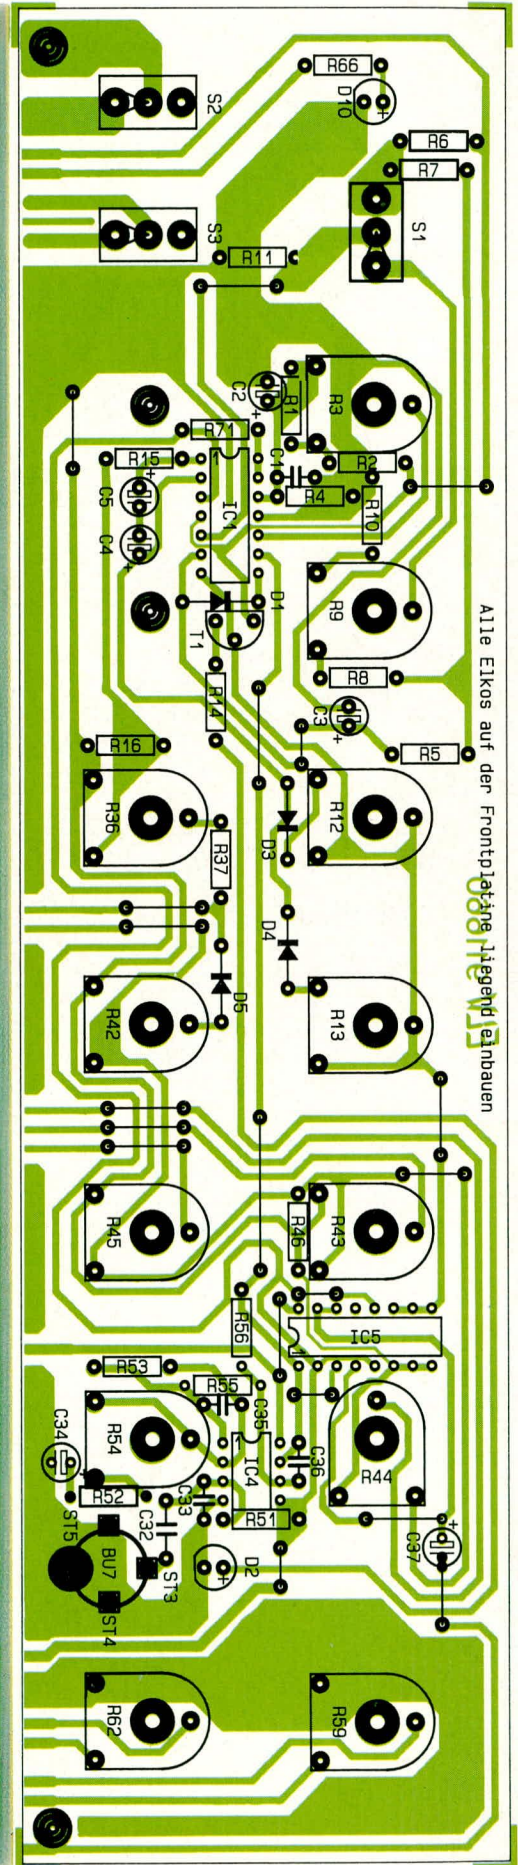 R66
S2
D10
+
R6
R7
S3
S1
R11
C2
+
R1
R3
R71
R15
1
R2
C1
C5
+
IC1
R4
R10
C4
+
D1
R9
T1
Alle Elkos auf der Frontplatine liegend einbauen
R8
R14
C3
+
R16
R5
R36
D3
R12
R37
D4
D5
R42
R13
R45
R46
R43
R56
IC5
1
R53
R55
C34
+
R54
C35
1
IC4
C36
R44
R52
C33
R51
C37
+
ST5
C32
BU7
ST3
D2
+
ST4
R62
R59